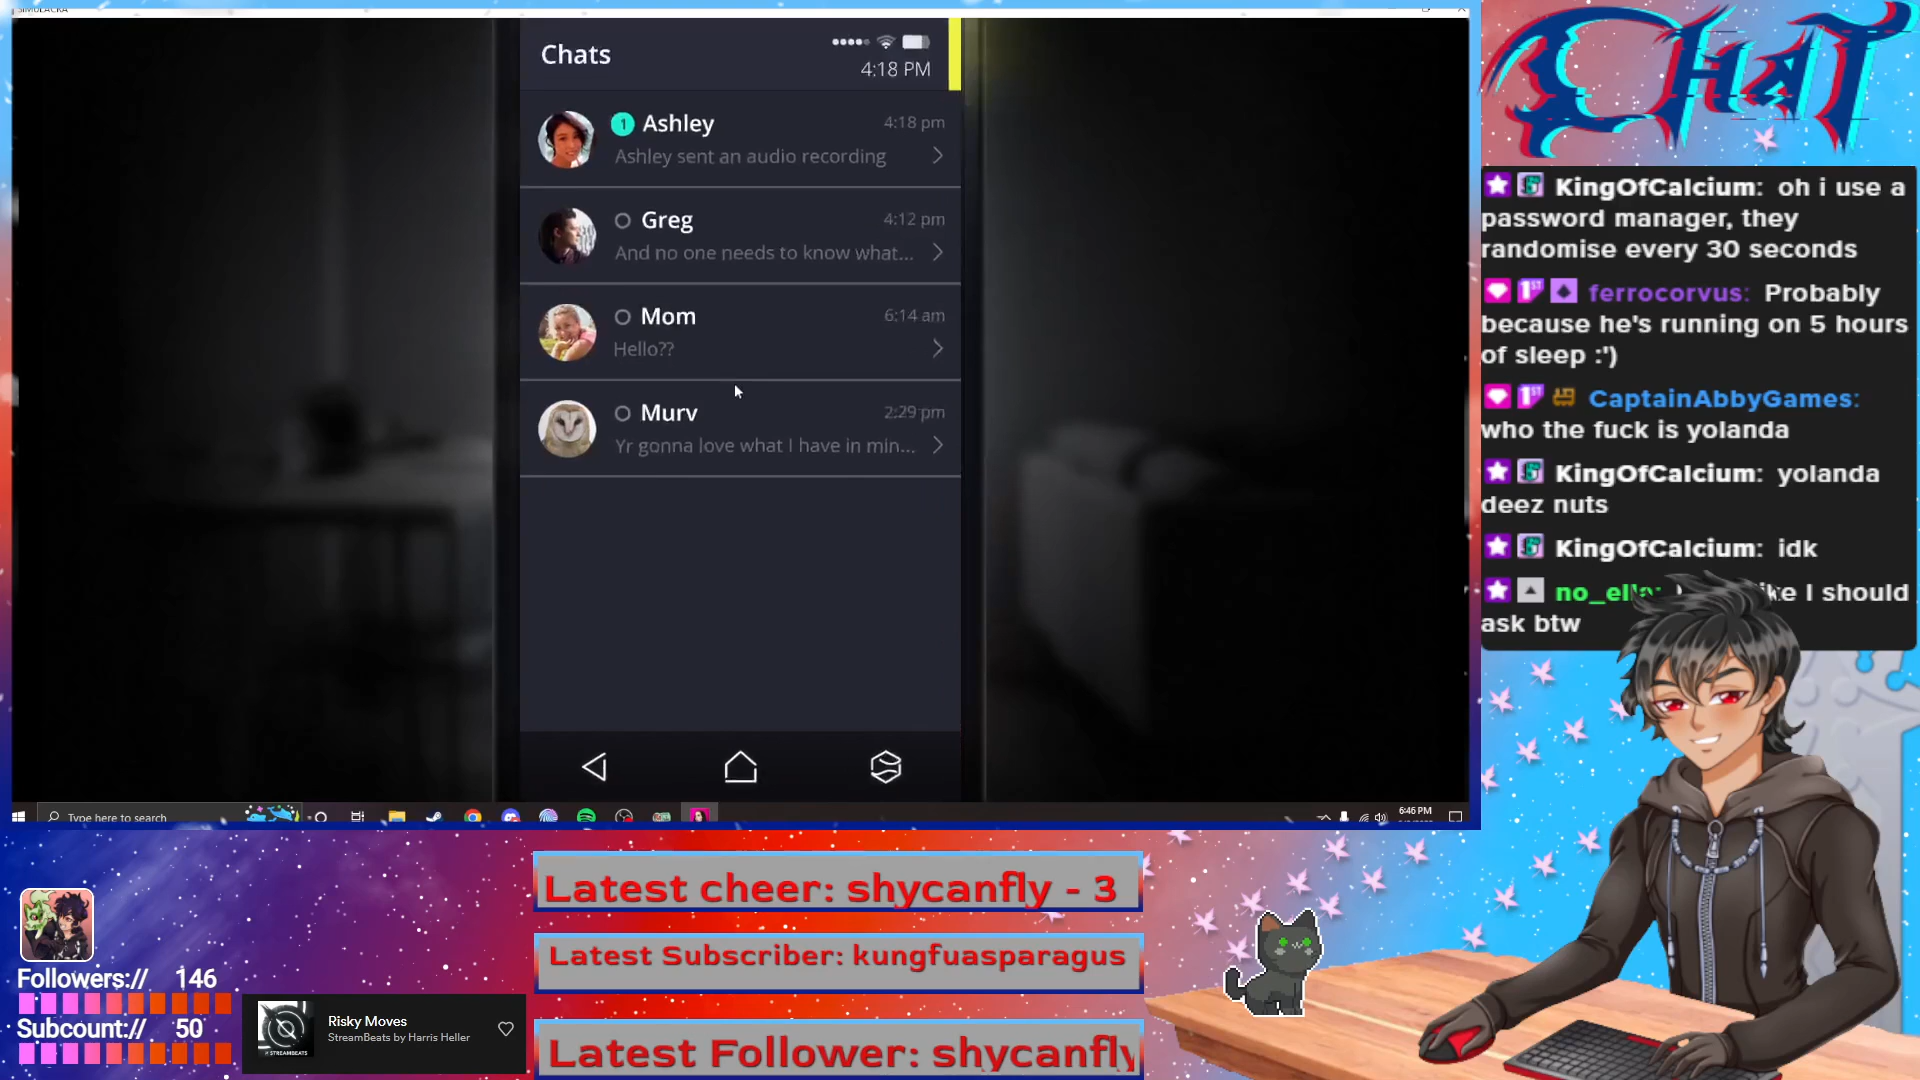 SIMULACRA
Chats
4:18 PM
1 Ashley 4:18 pm
Ashley sent an audio recording
Greg 4:12 pm
And no one needs to know what...
Mom 6:14 am
Hello??
Murv 2:29 pm
Yr gonna love what I have in min...
Type here to search
6:46 PM
CHAT
KingOfCalcium: oh i use a
password manager, they
randomise every 30 seconds
ferrocorvus: Probably
because he's running on 5 hours
of sleep :')
CaptainAbbyGames:
who the fuck is yolanda
KingOfCalcium: yolanda
deez nuts
KingOfCalcium: idk
no_ella: I should
ask btw
Latest cheer: shycanfly - 3
Latest Subscriber: kungfuasparagus
Latest Follower: shycanfly
Followers:// 146
Subcount:// 50
STREAMBEATS
Risky Moves
StreamBeats by Harris Heller